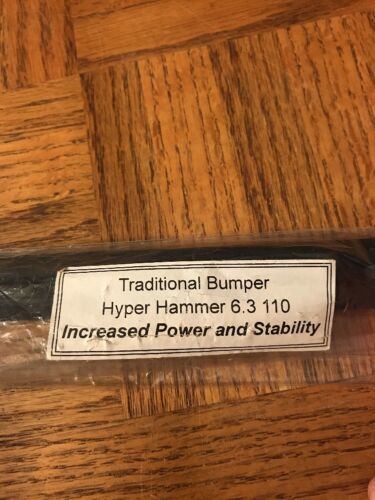 Traditional Bumper
Hyper Hammer 6.3 110
Increased Power and Stability